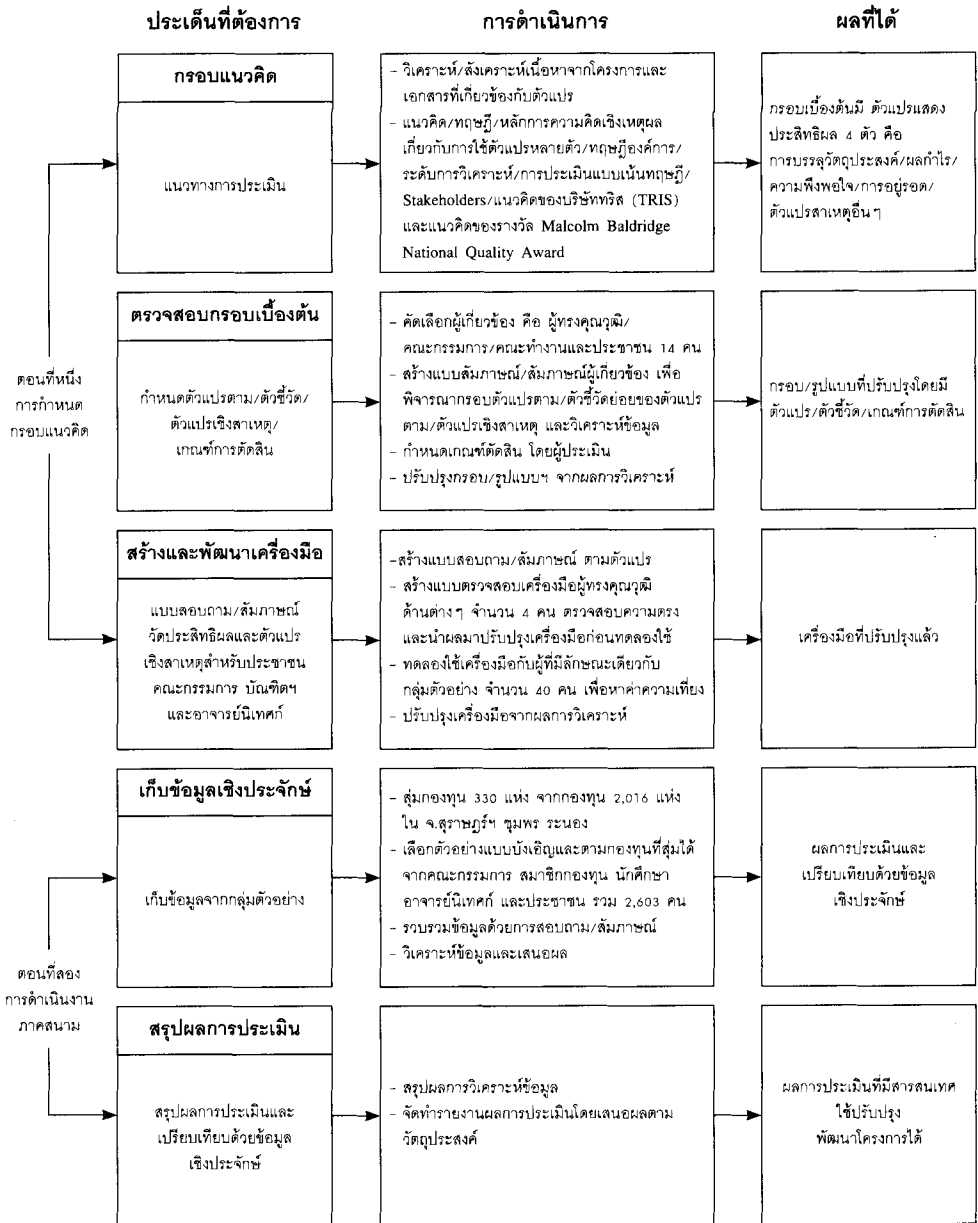 ประเด็นที่ต้องการ
การดำเนินการ
ผลที่ได้
ตอนที่หนึ่ง
การกำหนด
กรอบแนวคิด
กรอบแนวคิด
แนวทางการประเมิน
- วิเคราะห์/สังเคราะห์เนื้อหาจากโครงการและ
เอกสารที่เกี่ยวข้องกับตัวแปร
- แนวคิด/ทฤษฎี/หลักการความคิดเชิงเหตุผล
เกี่ยวกับการใช้ตัวแปรหลายตัว/ทฤษฎีองค์การ/
ระดับการวิเคราะห์/การประเมินแบบเน้นทฤษฎี/
Stakeholders/แนวคิดของบริษัททริส (TRIS)
และแนวคิดของรางวัล Malcolm Baldridge
National Quality Award
กรอบเบื้องต้นมี ตัวแปรแสดง
ประสิทธิผล 4 ตัว คือ
การบรรลุวัตถุประสงค์/ผลกำไร/
ความพึงพอใจ/การอยู่รอด/
ตัวแปรสาเหตุอื่นๆ
ตรวจสอบกรอบเบื้องต้น
กำหนดตัวแปรตาม/ตัวชี้วัด/
ตัวแปรเชิงสาเหตุ/
เกณฑ์การตัดสิน
- คัดเลือกผู้เกี่ยวข้อง คือ ผู้ทรงคุณวุฒิ/
คณะกรรมการ/คณะทำงานและประชาชน 14 คน
- สร้างแบบสัมภาษณ์/สัมภาษณ์ผู้เกี่ยวข้อง เพื่อ
พิจารณากรอบตัวแปรตาม/ตัวชี้วัดย่อยของตัวแปร
ตาม/ตัวแปรเชิงสาเหตุ และวิเคราะห์ข้อมูล
- กำหนดเกณฑ์ตัดสิน โดยผู้ประเมิน
- ปรับปรุงกรอบ/รูปแบบฯ จากผลการวิเคราะห์
กรอบ/รูปแบบที่ปรับปรุงโดยมี
ตัวแปร/ตัวชี้วัด/เกณฑ์การตัดสิน
สร้างและพัฒนาเครื่องมือ
แบบสอบถาม/สัมภาษณ์
วัดประสิทธิผลและตัวแปร
เชิงสาเหตุสำหรับประชาชน
คณะกรรมการ บัณฑิตฯ
และอาจารย์นิเทศก์
-สร้างแบบสอบถาม/สัมภาษณ์ ตามตัวแปร
- สร้างแบบตรวจสอบเครื่องมือผู้ทรงคุณวุฒิ
ด้านต่างๆ จำนวน 4 คน ตรวจสอบความตรง
และนำผลมาปรับปรุงเครื่องมือก่อนทดลองใช้
- ทดลองใช้เครื่องมือกับผู้ที่มีลักษณะเดียวกับ
กลุ่มตัวอย่าง จำนวน 40 คน เพื่อหาค่าความเที่ยง
- ปรับปรุงเครื่องมือจากผลการวิเคราะห์
เครื่องมือที่ปรับปรุงแล้ว
ตอนที่สอง
การดำเนินงาน
ภาคสนาม
เก็บข้อมูลเชิงประจักษ์
เก็บข้อมูลจากกลุ่มตัวอย่าง
- สุ่มกองทุน 330 แห่ง จากกองทุน 2,016 แห่ง
ใน จ.สุราษฎร์ฯ ชุมพร ระนอง
- เลือกตัวอย่างแบบบังเอิญและตามกองทุนที่สุ่มได้
จากคณะกรรมการ สมาชิกกองทุน นักศึกษา
อาจารย์นิเทศก์ และประชาชน รวม 2,603 คน
- รวบรวมข้อมูลด้วยการสอบถาม/สัมภาษณ์
- วิเคราะห์ข้อมูลและเสนอผล
ผลการประเมินและ
เปรียบเทียบด้วยข้อมูล
เชิงประจักษ์
สรุปผลการประเมิน
สรุปผลการประเมินและ
เปรียบเทียบด้วยข้อมูล
เชิงประจักษ์
- สรุปผลการวิเคราะห์ข้อมูล
- จัดทำรายงานผลการประเมินโดยเสนอผลตาม
วัตถุประสงค์
ผลการประเมินที่มีสารสนเทศ
ใช้ปรับปรุง
พัฒนาโครงการได้